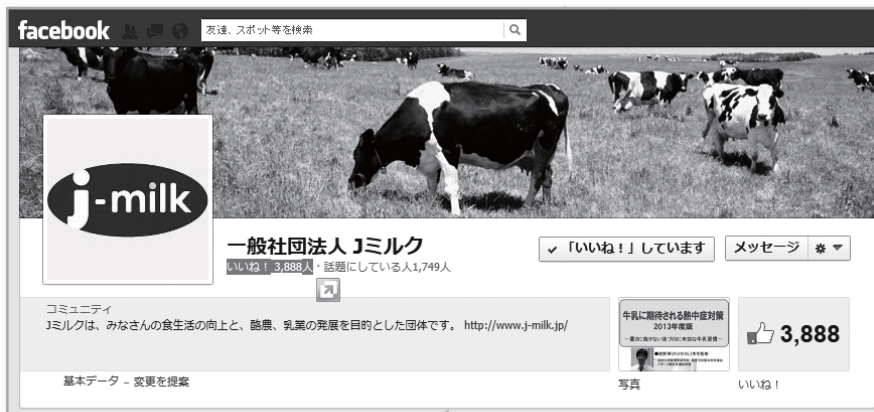 facebook
友達、スポット等を検索
j-milk
一般社団法人 Jミルク
いいね! 3,888人・話題にしている人1,749人
✓ 「いいね!」しています
メッセージ
コミュニティ
Jミルクは、みなさんの食生活の向上と、酪農、乳業の発展を目的とした団体です。 http://www.j-milk.jp/
牛乳に期待される熱中症対策
2013年度版
3,888
基本データ - 変更を提案
写真
いいね!